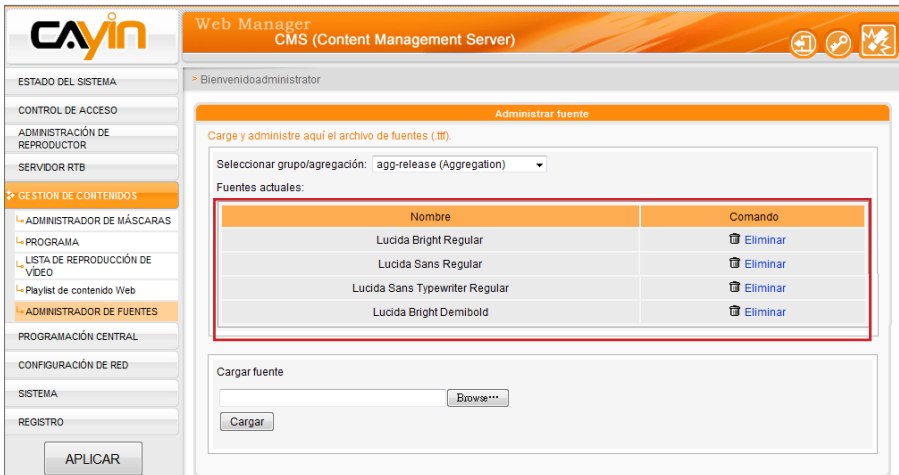 CAYIN
Web Manager
CMS (Content Management Server)
> Bienvenidoadministrator
ESTADO DEL SISTEMA
CONTROL DE ACCESO
ADMINISTRACIÓN DE
REPRODUCTOR
SERVIDOR RTB
GESTION DE CONTENIDOS
ADMINISTRADOR DE MÁSCARAS
PROGRAMA
LISTA DE REPRODUCCIÓN DE
VÍDEO
Playlist de contenido Web
ADMINISTRADOR DE FUENTES
PROGRAMACIÓN CENTRAL
CONFIGURACIÓN DE RED
SISTEMA
REGISTRO
APLICAR
Administrar fuente
Carge y administre aquí el archivo de fuentes (.ttf).
Seleccionar grupo/agregación: agg-release (Aggregation)
Fuentes actuales:
Nombre Comando
Lucida Bright Regular Eliminar
Lucida Sans Regular Eliminar
Lucida Sans Typewriter Regular Eliminar
Lucida Bright Demibold Eliminar
Cargar fuente
Browse...
Cargar